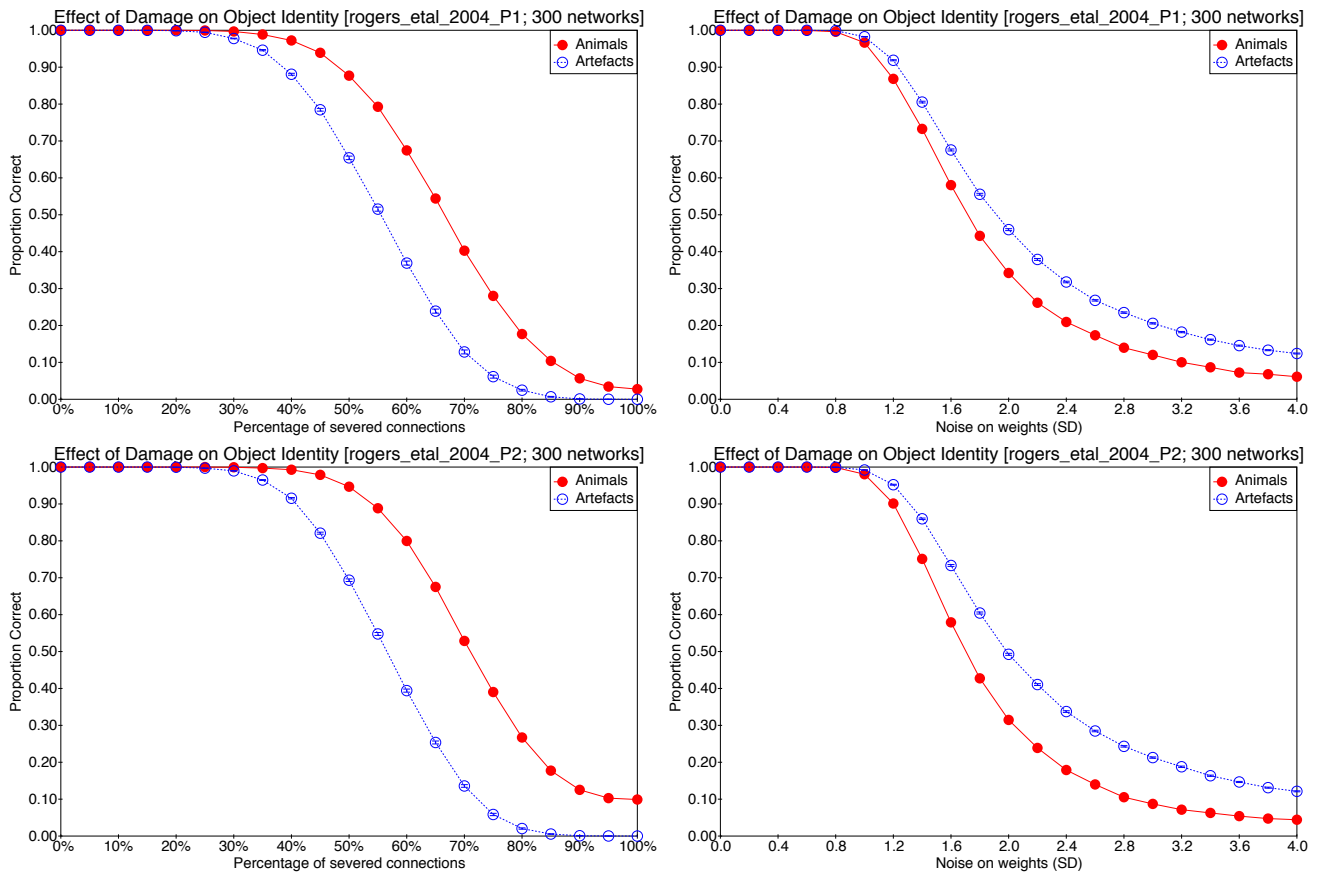 Effect of Damage on Object Identity [rogers_etal_2004_P1; 300 networks]
Animals
Artefacts
1.00
0.90
0.80
0.70
0.60
0.50
0.40
0.30
0.20
0.10
0.00
Proportion Correct
0% 10% 20% 30% 40% 50% 60% 70% 80% 90% 100%
Percentage of severed connections
Effect of Damage on Object Identity [rogers_etal_2004_P1; 300 networks]
Animals
Artefacts
1.00
0.90
0.80
0.70
0.60
0.50
0.40
0.30
0.20
0.10
0.00
Proportion Correct
0.0 0.4 0.8 1.2 1.6 2.0 2.4 2.8 3.2 3.6 4.0
Noise on weights (SD)
Effect of Damage on Object Identity [rogers_etal_2004_P2; 300 networks]
Animals
Artefacts
1.00
0.90
0.80
0.70
0.60
0.50
0.40
0.30
0.20
0.10
0.00
Proportion Correct
0% 10% 20% 30% 40% 50% 60% 70% 80% 90% 100%
Percentage of severed connections
Effect of Damage on Object Identity [rogers_etal_2004_P2; 300 networks]
Animals
Artefacts
1.00
0.90
0.80
0.70
0.60
0.50
0.40
0.30
0.20
0.10
0.00
Proportion Correct
0.0 0.4 0.8 1.2 1.6 2.0 2.4 2.8 3.2 3.6 4.0
Noise on weights (SD)